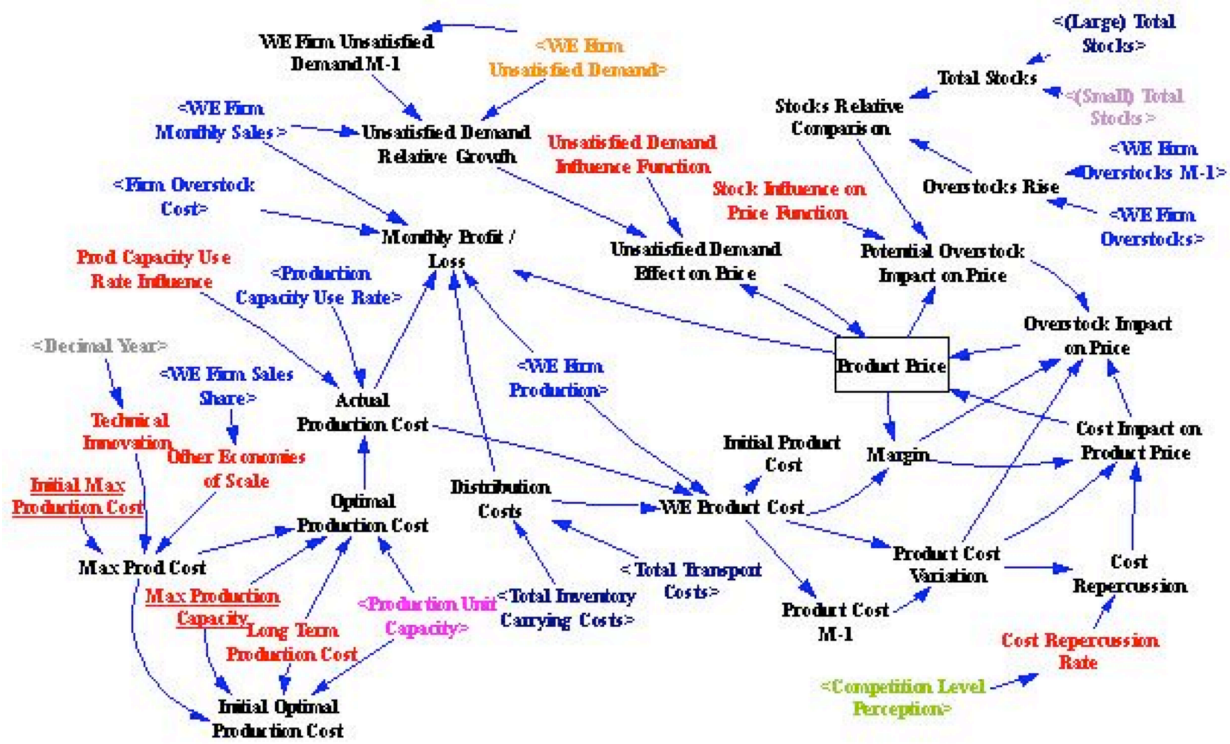 WE Firm Unsatisfied
Demand M-1
<WE Firm
Unsatisfied Demand>
<(Large) Total
Stocks>
Total Stocks
<(Small) Total
Stocks>
<WE Firm
Monthly Sales>
Unsatisfied Demand
Relative Growth
Stocks Relative
Comparison
Unsatisfied Demand
Influence Function
<WE Firm
Overstocks M-1>
Overstocks Rise
<Firm Overstock
Cost>
Stock Influence on
Price Function
<WE Firm
Overstocks>
Monthly Profit /
Loss
Unsatisfied Demand
Effect on Price
Potential Overstock
Impact on Price
Prod Capacity Use
Rate Influence
<Production
Capacity Use Rate>
Overstock Impact
on Price
<Decimal Year>
Product Price
<WE Firm Sales
Share>
<WE Firm
Production>
Actual
Production Cost
Technical
Innovation
Initial Product
Cost
Margin
Cost Impact on
Product Price
Other Economies
of Scale
Initial Max
Production Cost
Optimal
Production Cost
Distribution
Costs
WE Product Cost
Max Prod Cost
Product Cost
Variation
Cost
Repercussion
<Total Transport
Costs>
Max Production
Capacity
<Production Unit
Capacity>
<Total Inventory
Carrying Costs>
Product Cost
M-1
Long Term
Production Cost
Cost Repercussion
Rate
<Competition Level
Perception>
Initial Optimal
Production Cost